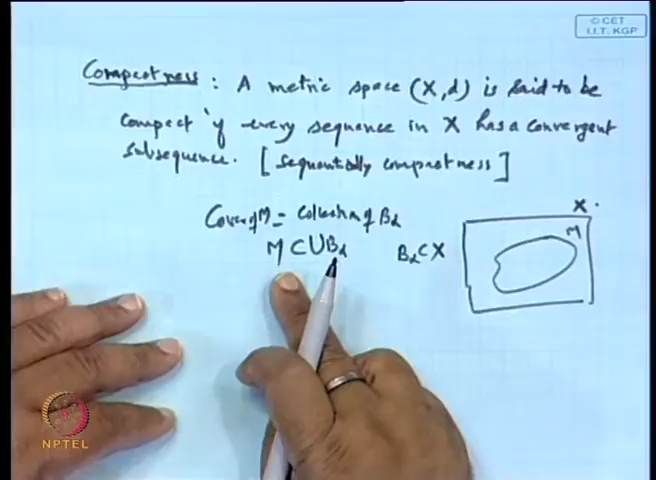 © CET
I.I.T. KGP
Compactness : A metric space (X,d) is said to be
compact if every sequence in X has a convergent
subsequence. [Sequentially compactness]
Cover of M = Collection of Bα
M ⊂ ∪Bα    Bα ⊂ X
X
M
NPTEL